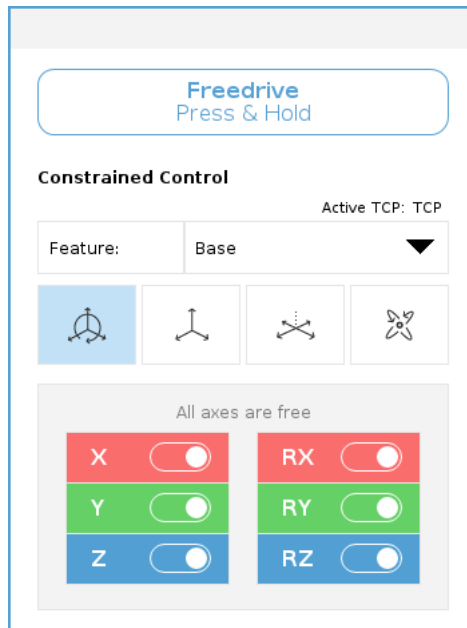 Freedrive
Press & Hold
Constrained Control
Active TCP: TCP
Feature: Base
All axes are free
X RX
Y RY
Z RZ